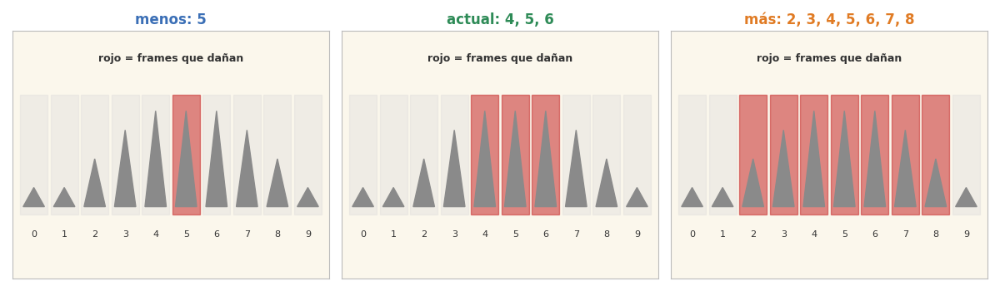 menos: 5
rojo = frames que dañan
0 1 2 3 4 5 6 7 8 9
actual: 4, 5, 6
rojo = frames que dañan
0 1 2 3 4 5 6 7 8 9
más: 2, 3, 4, 5, 6, 7, 8
rojo = frames que dañan
0 1 2 3 4 5 6 7 8 9